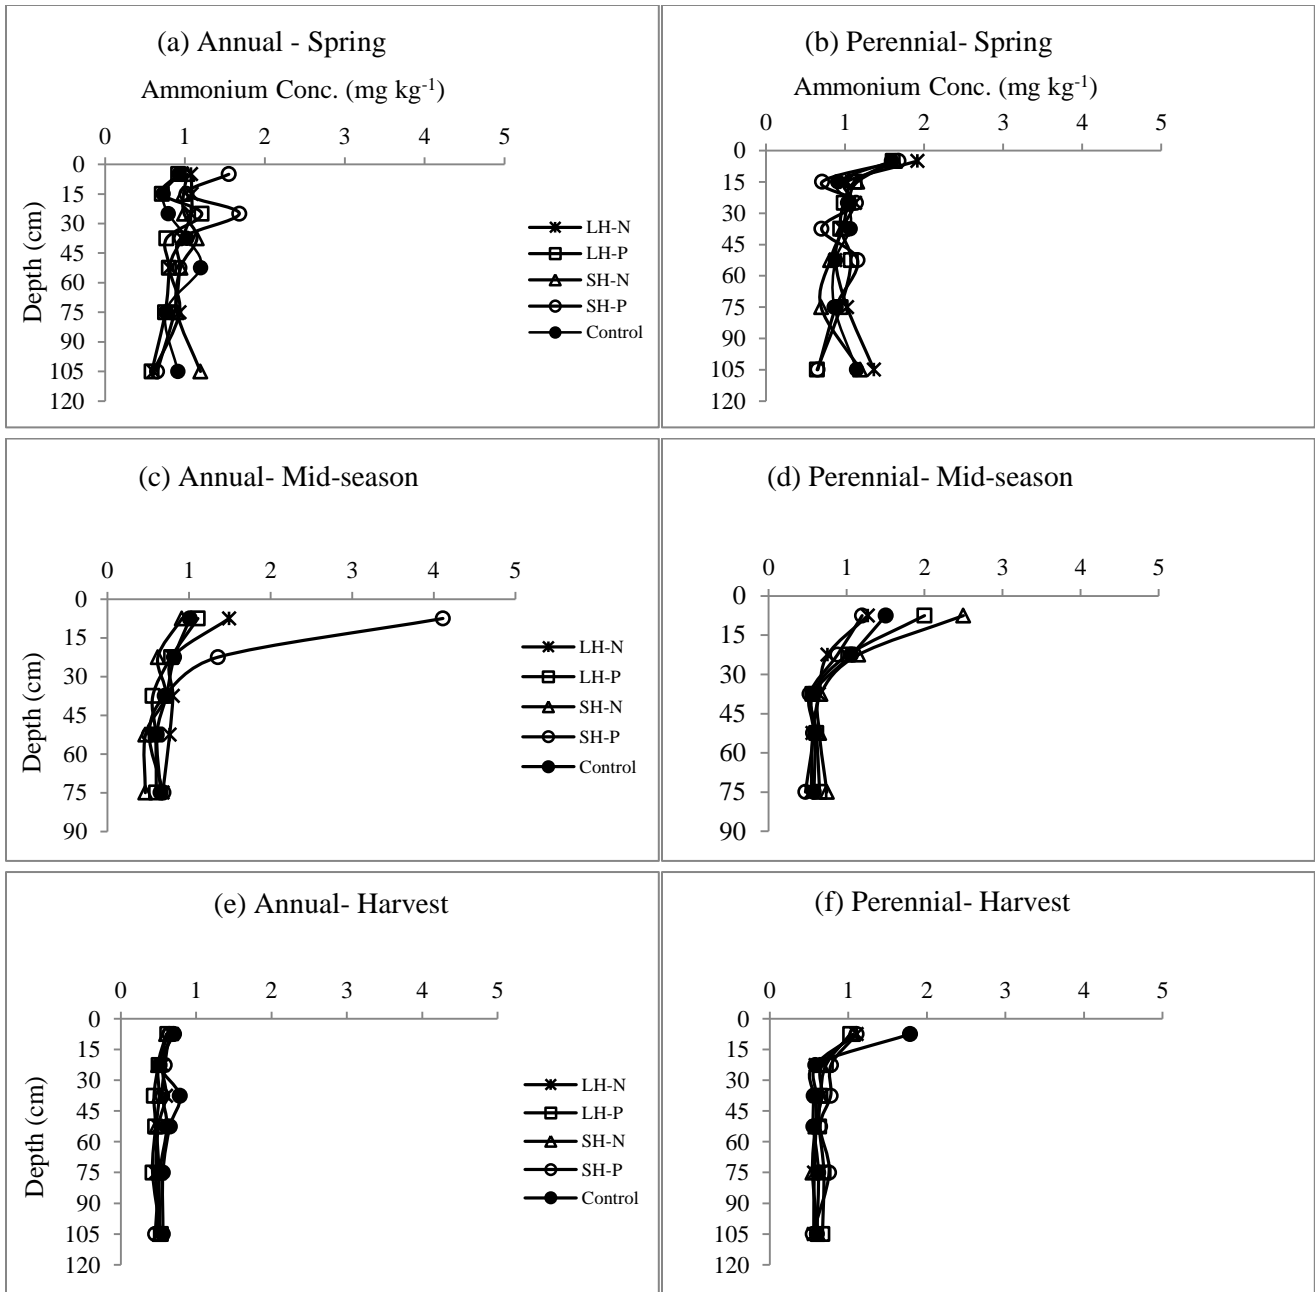 (a) Annual - Spring
Ammonium Conc. (mg kg-1)
0 1 2 3 4 5
Depth (cm)
0
15
30
45
60
75
90
105
120
LH-N
LH-P
SH-N
SH-P
Control
(b) Perennial- Spring
Ammonium Conc. (mg kg-1)
0 1 2 3 4 5
0
15
30
45
60
75
90
105
120
(c) Annual- Mid-season
0 1 2 3 4 5
Depth (cm)
0
15
30
45
60
75
90
LH-N
LH-P
SH-N
SH-P
Control
(d) Perennial- Mid-season
0 1 2 3 4 5
0
15
30
45
60
75
90
(e) Annual- Harvest
0 1 2 3 4 5
Depth (cm)
0
15
30
45
60
75
90
105
120
LH-N
LH-P
SH-N
SH-P
Control
(f) Perennial- Harvest
0 1 2 3 4 5
0
15
30
45
60
75
90
105
120